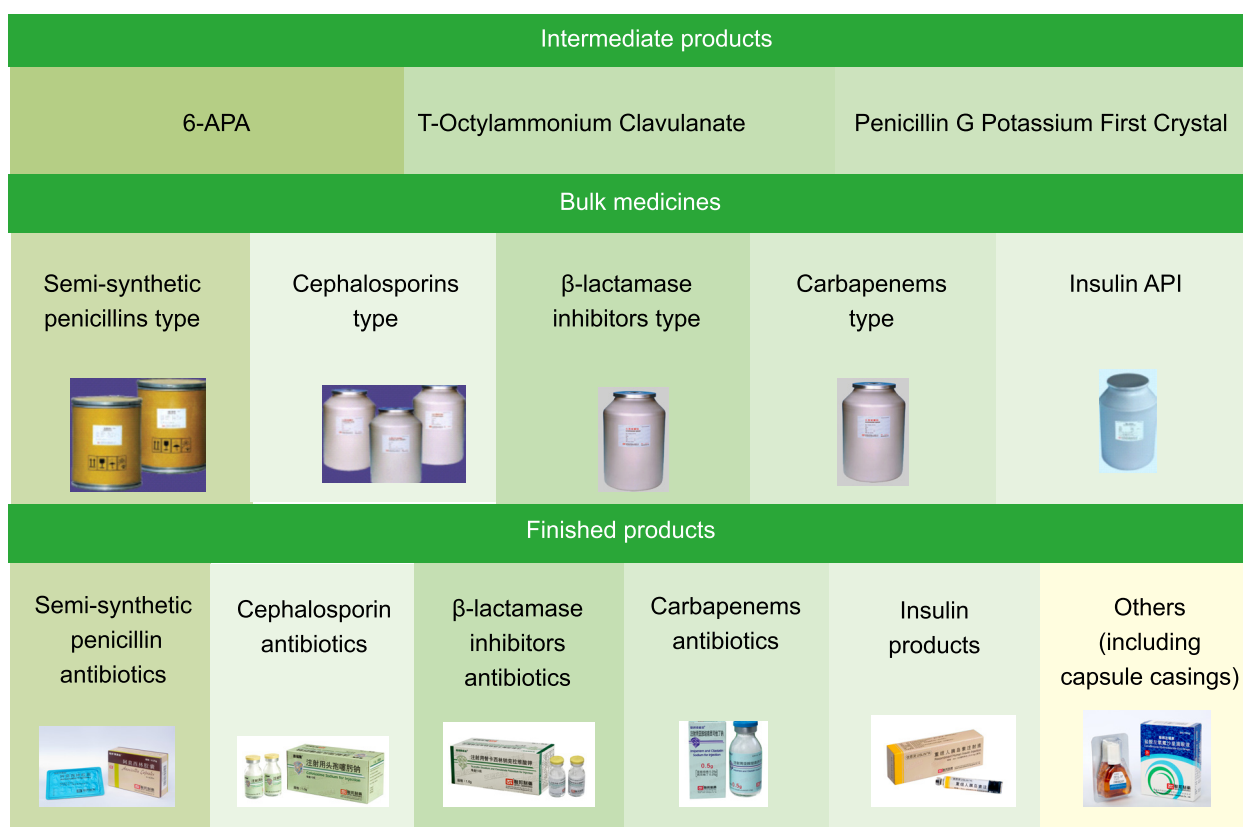 Intermediate products
6-APA
T-Octylammonium Clavulanate
Penicillin G Potassium First Crystal
Bulk medicines
Semi-synthetic
penicillins type
Cephalosporins
type
β-lactamase
inhibitors type
Carbapenems
type
Insulin API
Finished products
Semi-synthetic
penicillin
antibiotics
Cephalosporin
antibiotics
β-lactamase
inhibitors
antibiotics
Carbapenems
antibiotics
Insulin
products
Others
(including
capsule casings)
注射用头孢噻肟钠
0.5g